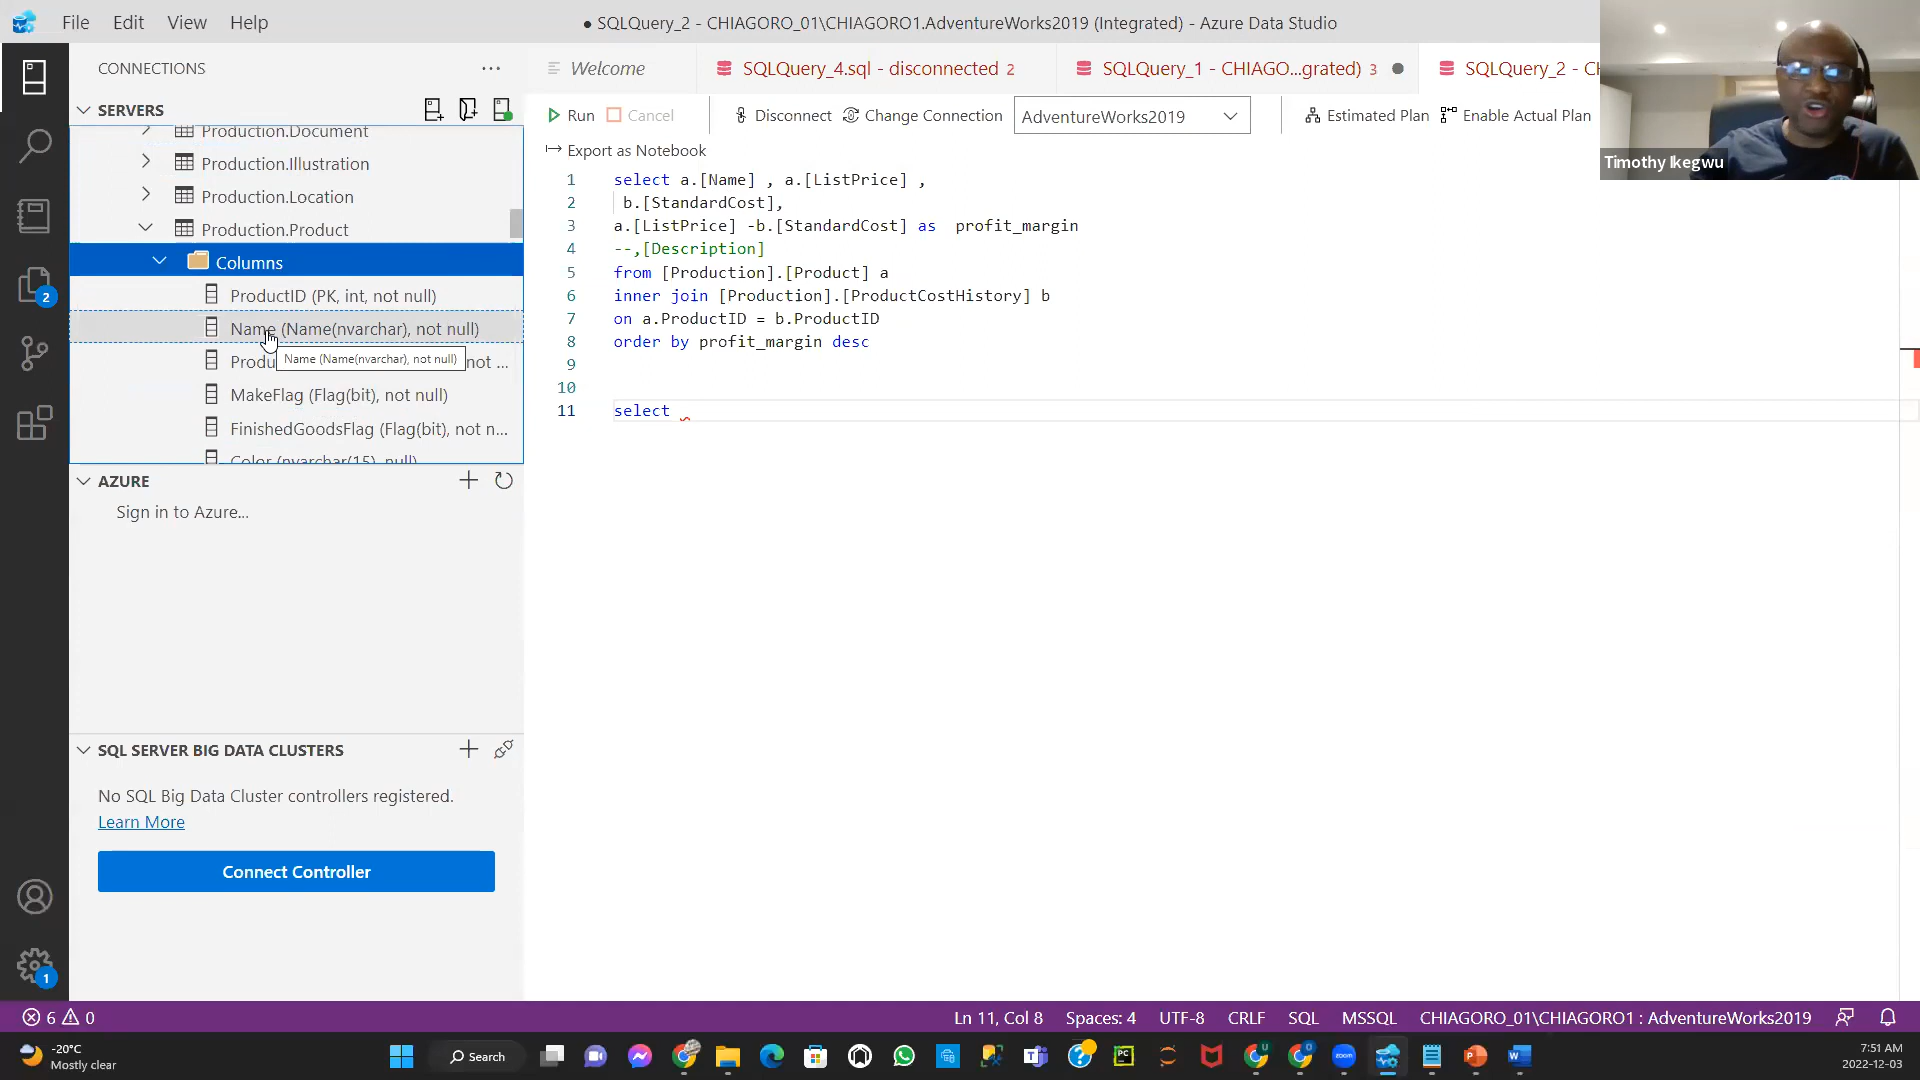 File Edit View Help
● SQLQuery_2 - CHIAGORO_01\CHIAGORO1.AdventureWorks2019 (Integrated) - Azure Data Studio
CONNECTIONS
SERVERS
Production.Document
Production.Illustration
Production.Location
Production.Product
Columns
ProductID (PK, int, not null)
Name (Name(nvarchar), not null)
Name (Name(nvarchar), not null)
Produ not ...
MakeFlag (Flag(bit), not null)
FinishedGoodsFlag (Flag(bit), not n...
Color (nvarchar(15), null)
AZURE
Sign in to Azure...
SQL SERVER BIG DATA CLUSTERS
No SQL Big Data Cluster controllers registered.
Learn More
Connect Controller
Welcome
SQLQuery_4.sql - disconnected 2
SQLQuery_1 - CHIAGO...grated) 3
SQLQuery_2 - CH
Run Cancel Disconnect Change Connection AdventureWorks2019 Estimated Plan Enable Actual Plan
Export as Notebook
1 select a.[Name] , a.[ListPrice] ,
2 b.[StandardCost],
3 a.[ListPrice] -b.[StandardCost] as profit_margin
4 --,[Description]
5 from [Production].[Product] a
6 inner join [Production].[ProductCostHistory] b
7 on a.ProductID = b.ProductID
8 order by profit_margin desc
9
10
11 select
Timothy Ikegwu
2
1
6 0
Ln 11, Col 8 Spaces: 4 UTF-8 CRLF SQL MSSQL CHIAGORO_01\CHIAGORO1 : AdventureWorks2019
-20°C
Mostly clear
Search
zoom
7:51 AM
2022-12-03